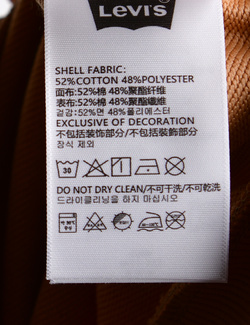 Levi's
SHELL FABRIC:
52%COTTON 48%POLYESTER
面布:52%棉 48%聚酯纤维
表布:52%棉 48%聚酯纖維
겉감:52%면 48%폴리에스터
EXCLUSIVE OF DECORATION
不包括装饰部分/不包括裝飾部分
장식 제외
30
DO NOT DRY CLEAN/不可干洗/不可乾洗
드라이클리닝을 하지 마십시오